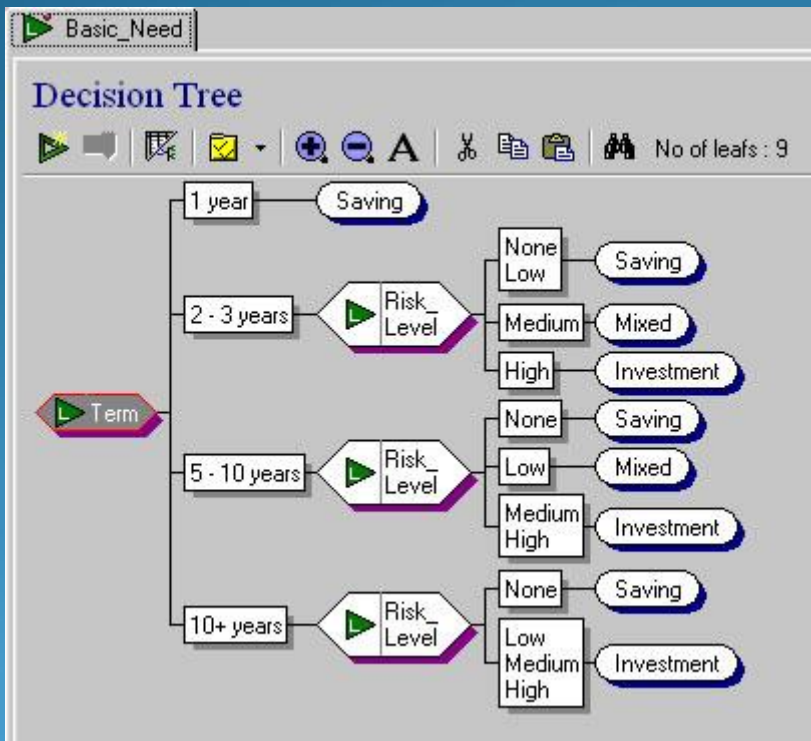 Basic_Need
Decision Tree
A
No of leafs : 9
1 year
Saving
2 - 3 years
Risk_
Level
None
Low
Saving
Medium
Mixed
High
Investment
Term
5 - 10 years
Risk_
Level
None
Saving
Low
Mixed
Medium
High
Investment
10+ years
Risk_
Level
None
Saving
Low
Medium
High
Investment